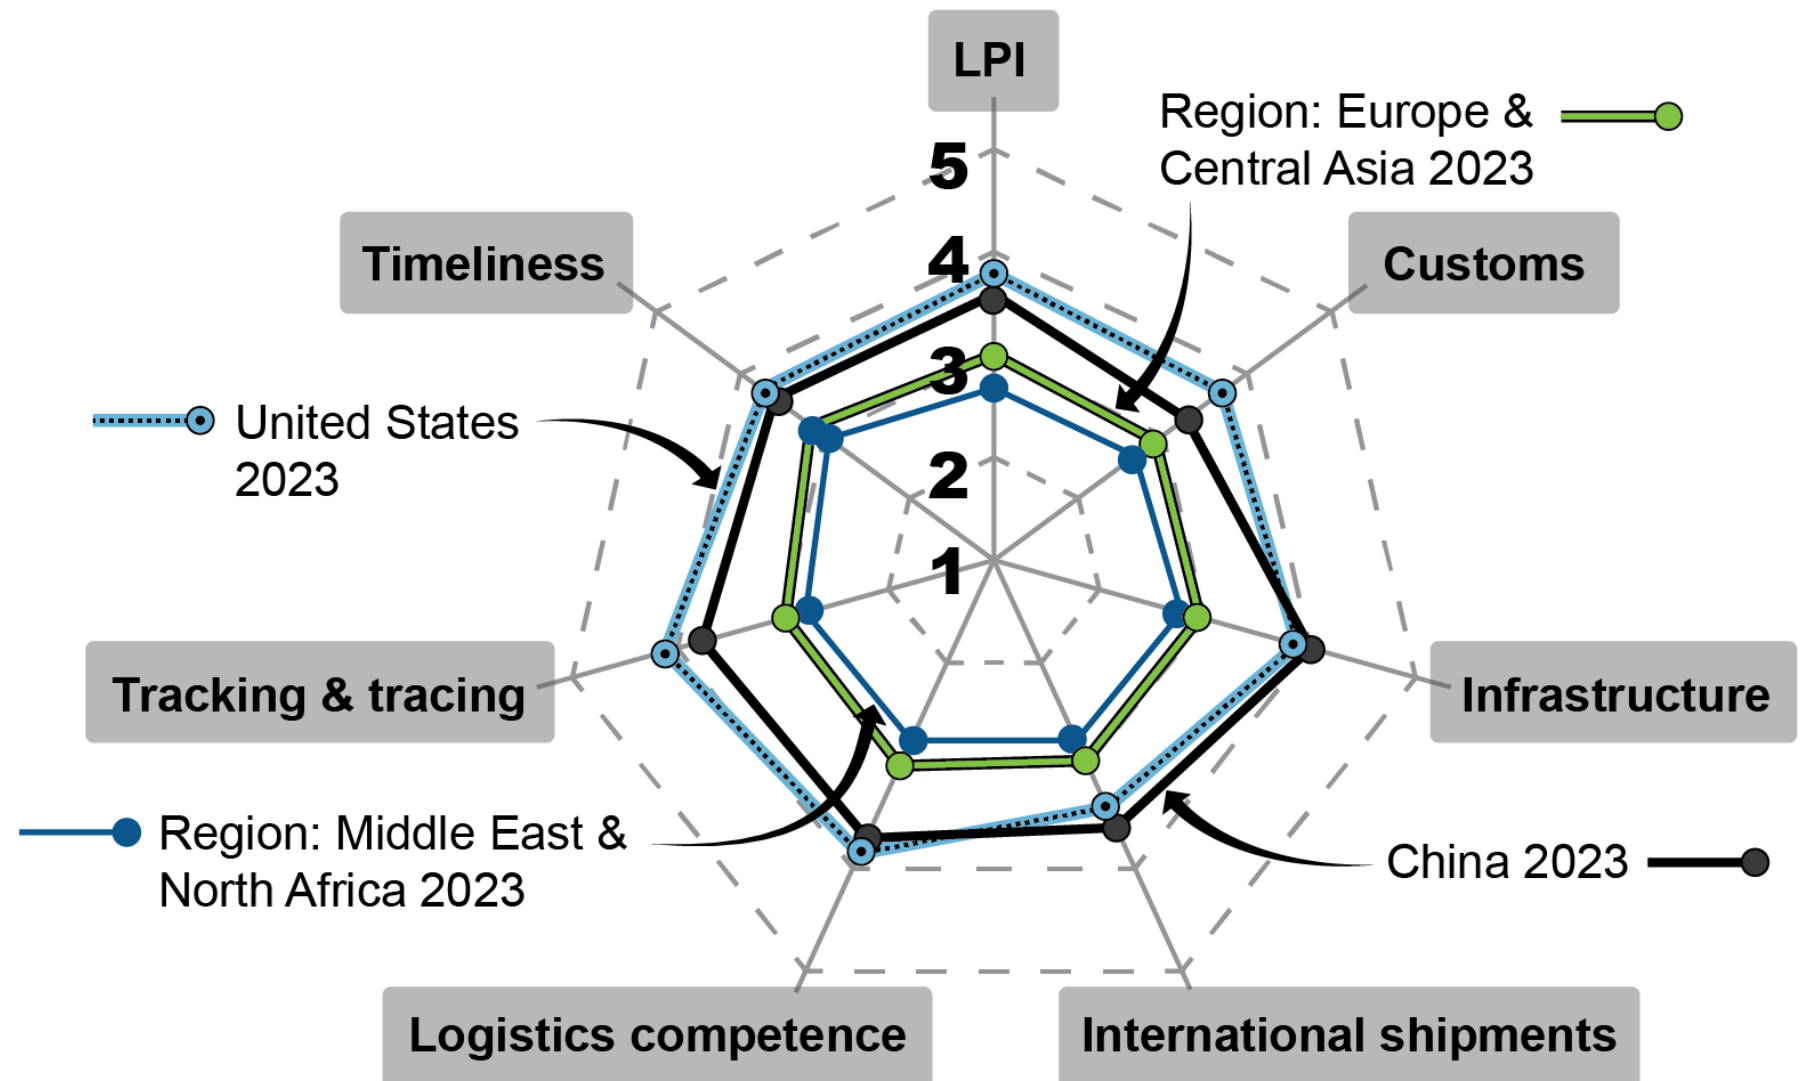 LPI
Region: Europe &
Central Asia 2023
5
4
3
2
1
Timeliness
Customs
United States
2023
Tracking & tracing
Infrastructure
Region: Middle East &
North Africa 2023
China 2023
Logistics competence
International shipments